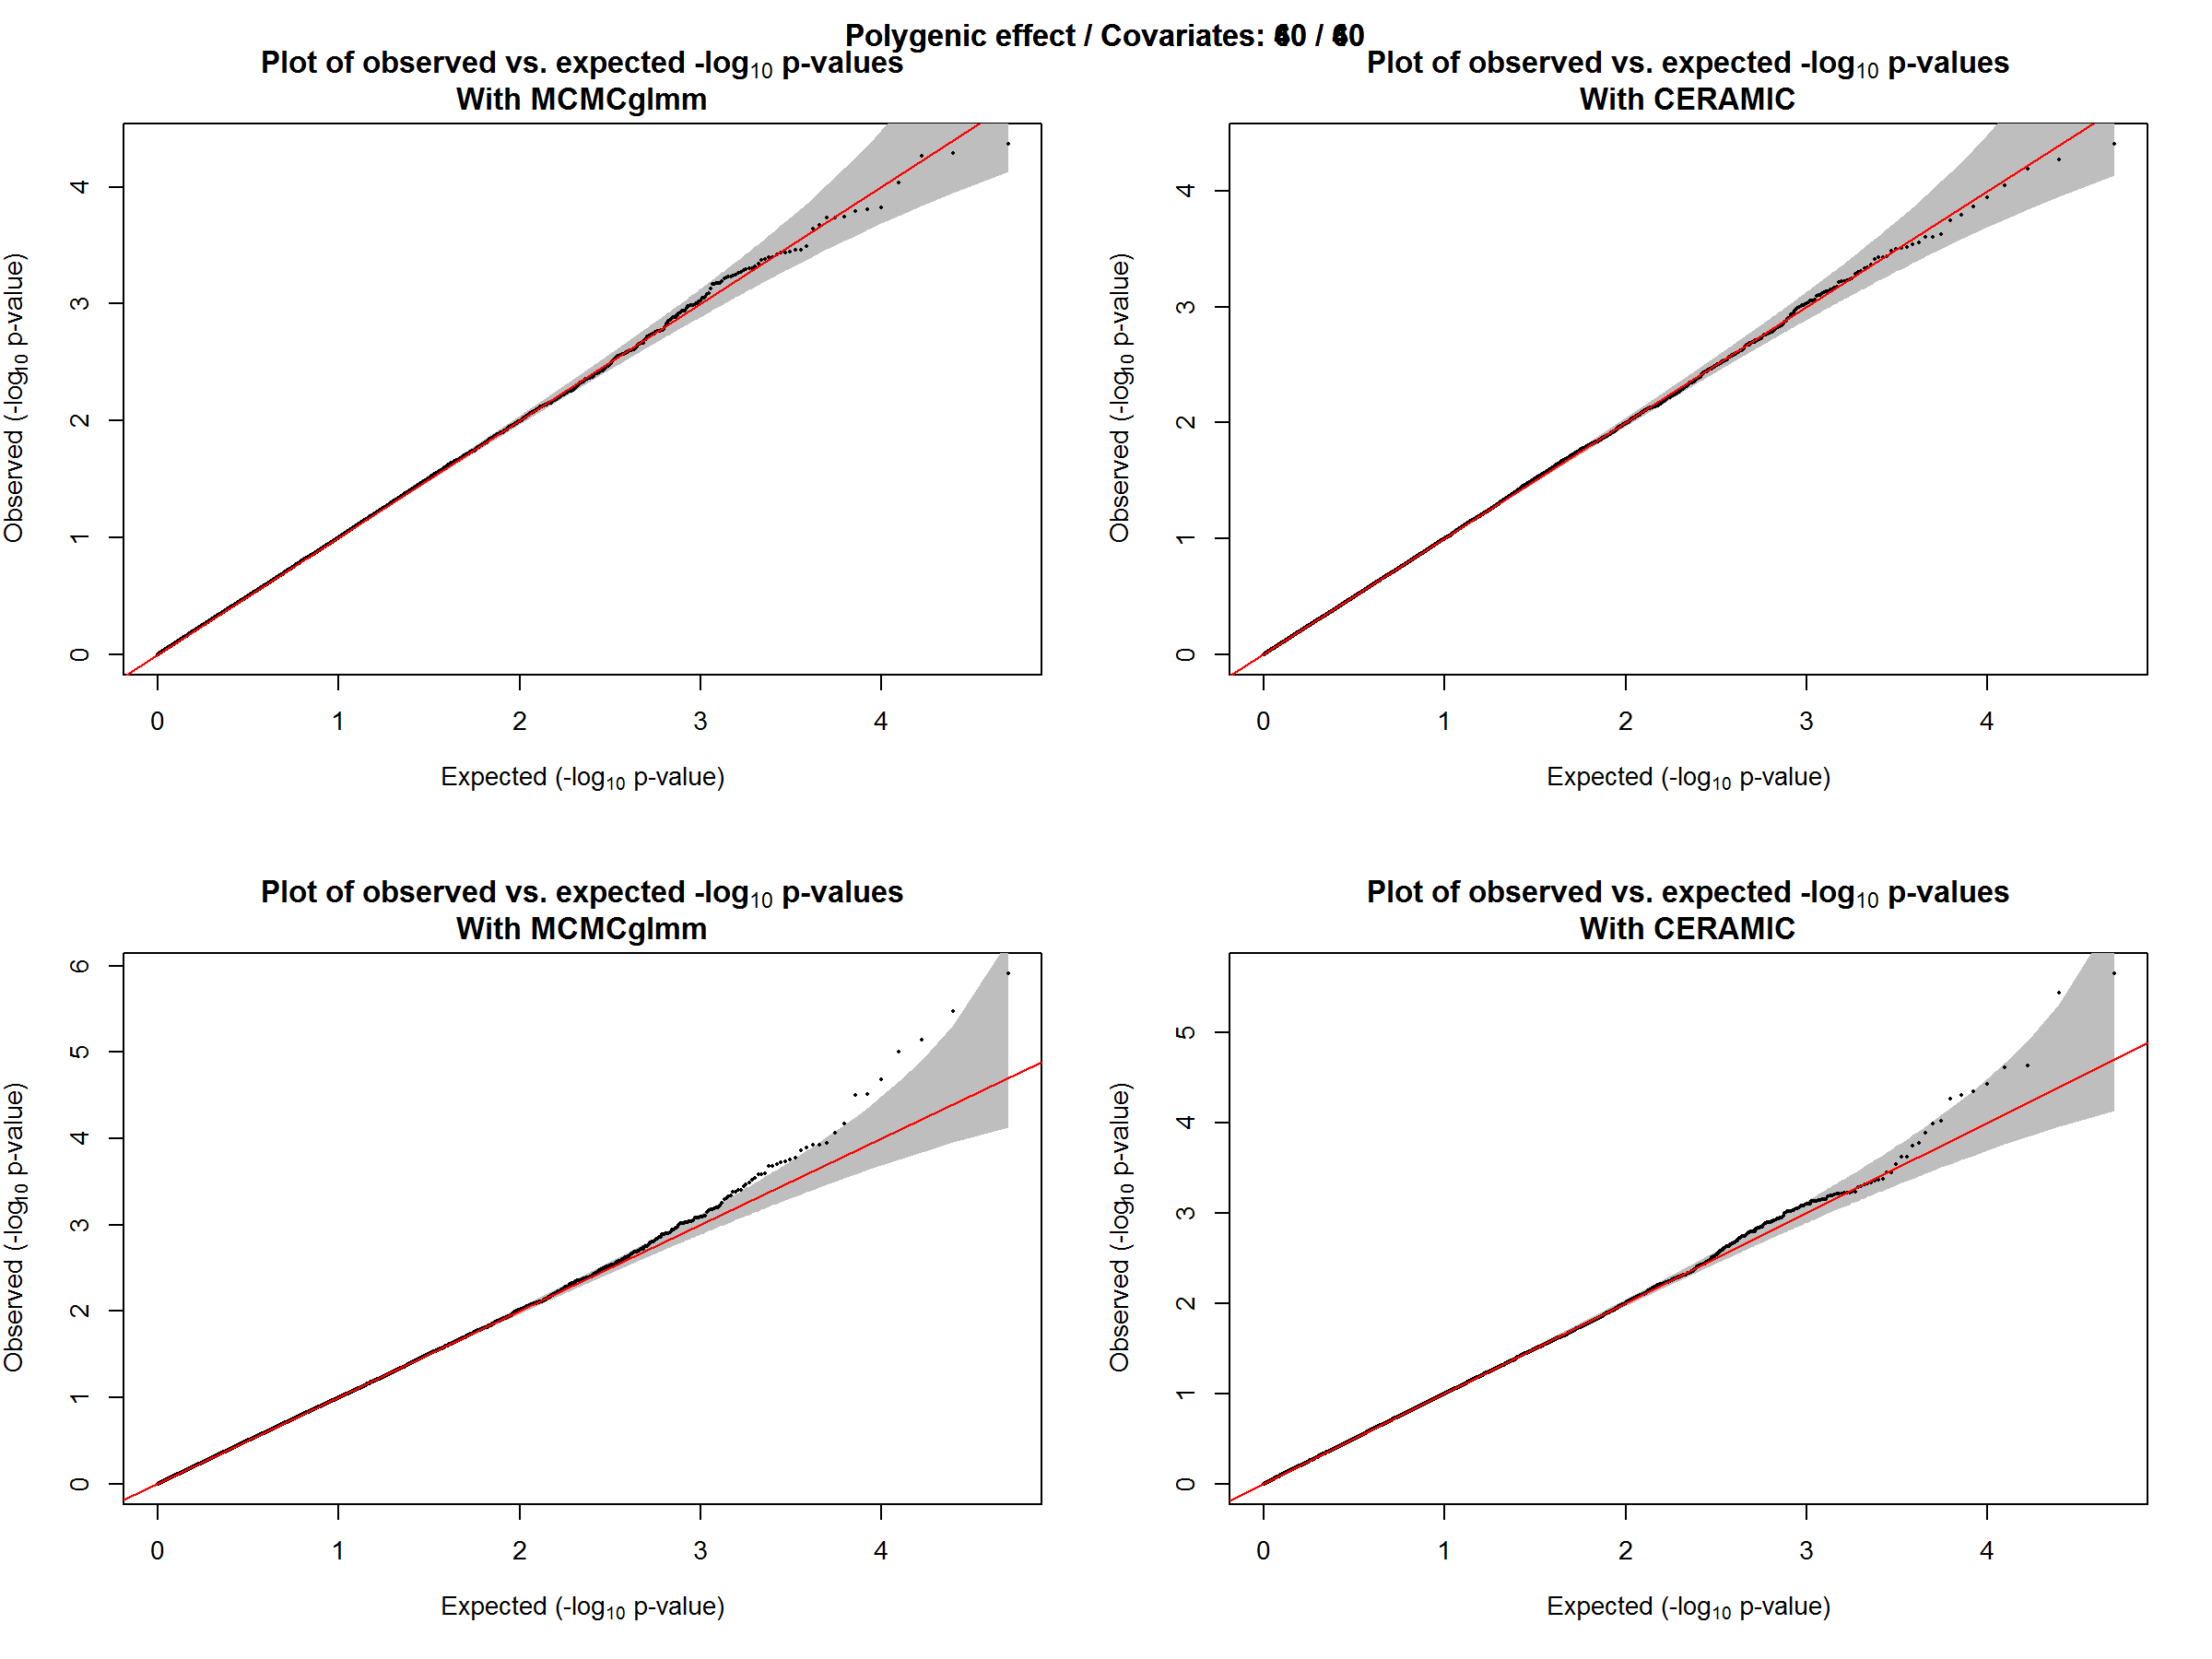 Polygenic effect / Covariates:
Plot of observed vs. expected -log10 p-values
With MCMCglmm
Observed (-log10 p-value)
4
3
2
1
0
0 1 2 3 4
Expected (-log10 p-value)
Plot of observed vs. expected -log10 p-values
With CERAMIC
Observed (-log10 p-value)
4
3
2
1
0
0 1 2 3 4
Expected (-log10 p-value)
Plot of observed vs. expected -log10 p-values
With MCMCglmm
Observed (-log10 p-value)
6
5
4
3
2
1
0
0 1 2 3 4
Expected (-log10 p-value)
Plot of observed vs. expected -log10 p-values
With CERAMIC
Observed (-log10 p-value)
5
4
3
2
1
0
0 1 2 3 4
Expected (-log10 p-value)